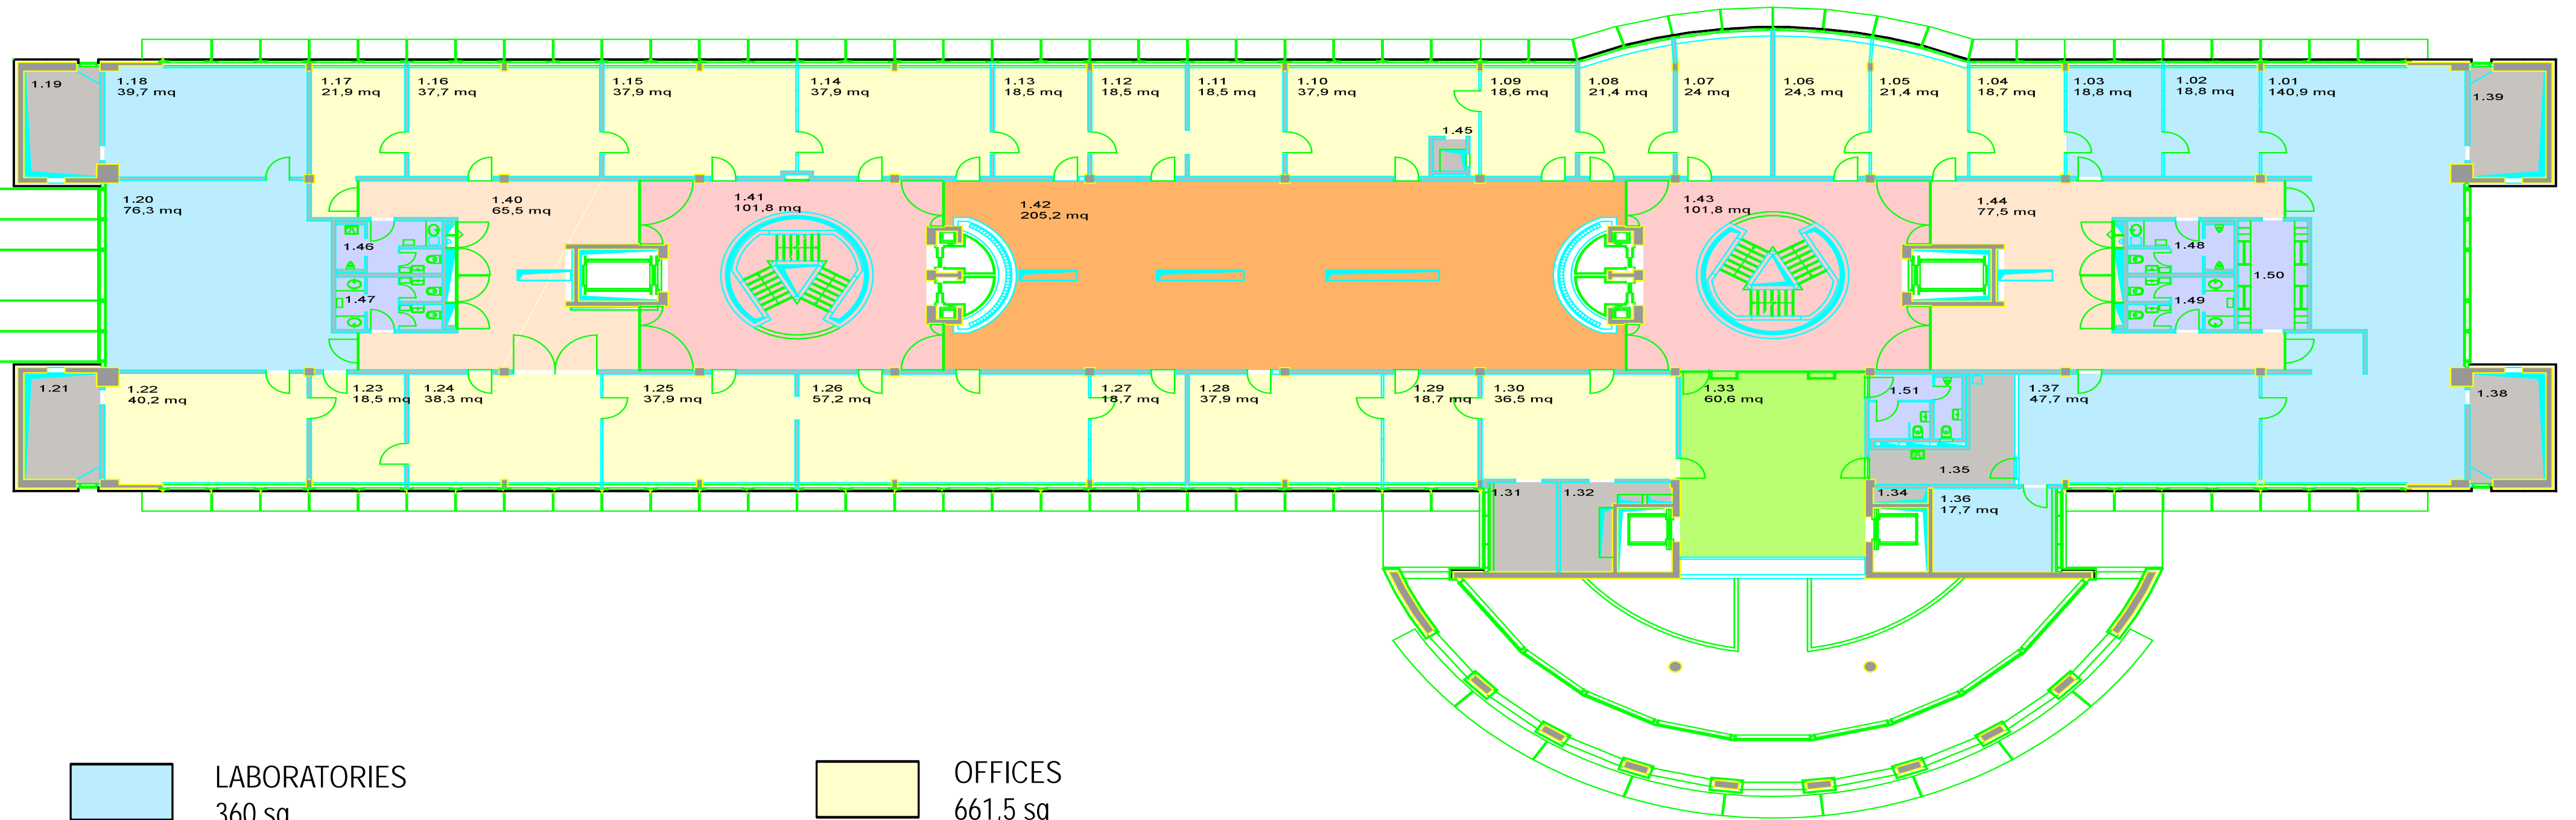 1.19
1.18
39,7 mq
1.17
21,9 mq
1.16
37,7 mq
1.15
37,9 mq
1.14
37,9 mq
1.13
18,5 mq
1.12
18,5 mq
1.11
18,5 mq
1.10
37,9 mq
1.45
1.09
18,6 mq
1.08
21,4 mq
1.07
24 mq
1.06
24,3 mq
1.05
21,4 mq
1.04
18,7 mq
1.03
18,8 mq
1.02
18,8 mq
1.01
140,9 mq
1.39
1.20
76,3 mq
1.46
1.47
1.40
65,5 mq
1.41
101,8 mq
1.42
205,2 mq
1.43
101,8 mq
1.44
77,5 mq
1.48
1.49
1.50
1.21
1.22
40,2 mq
1.23
18,5 mq
1.24
38,3 mq
1.25
37,9 mq
1.26
57,2 mq
1.27
18,7 mq
1.28
37,9 mq
1.29
18,7 mq
1.30
36,5 mq
1.33
60,6 mq
1.51
1.37
47,7 mq
1.38
1.31
1.32
1.35
1.34
1.36
17,7 mq
LABORATORIES
360 sq
OFFICES
661,5 sq